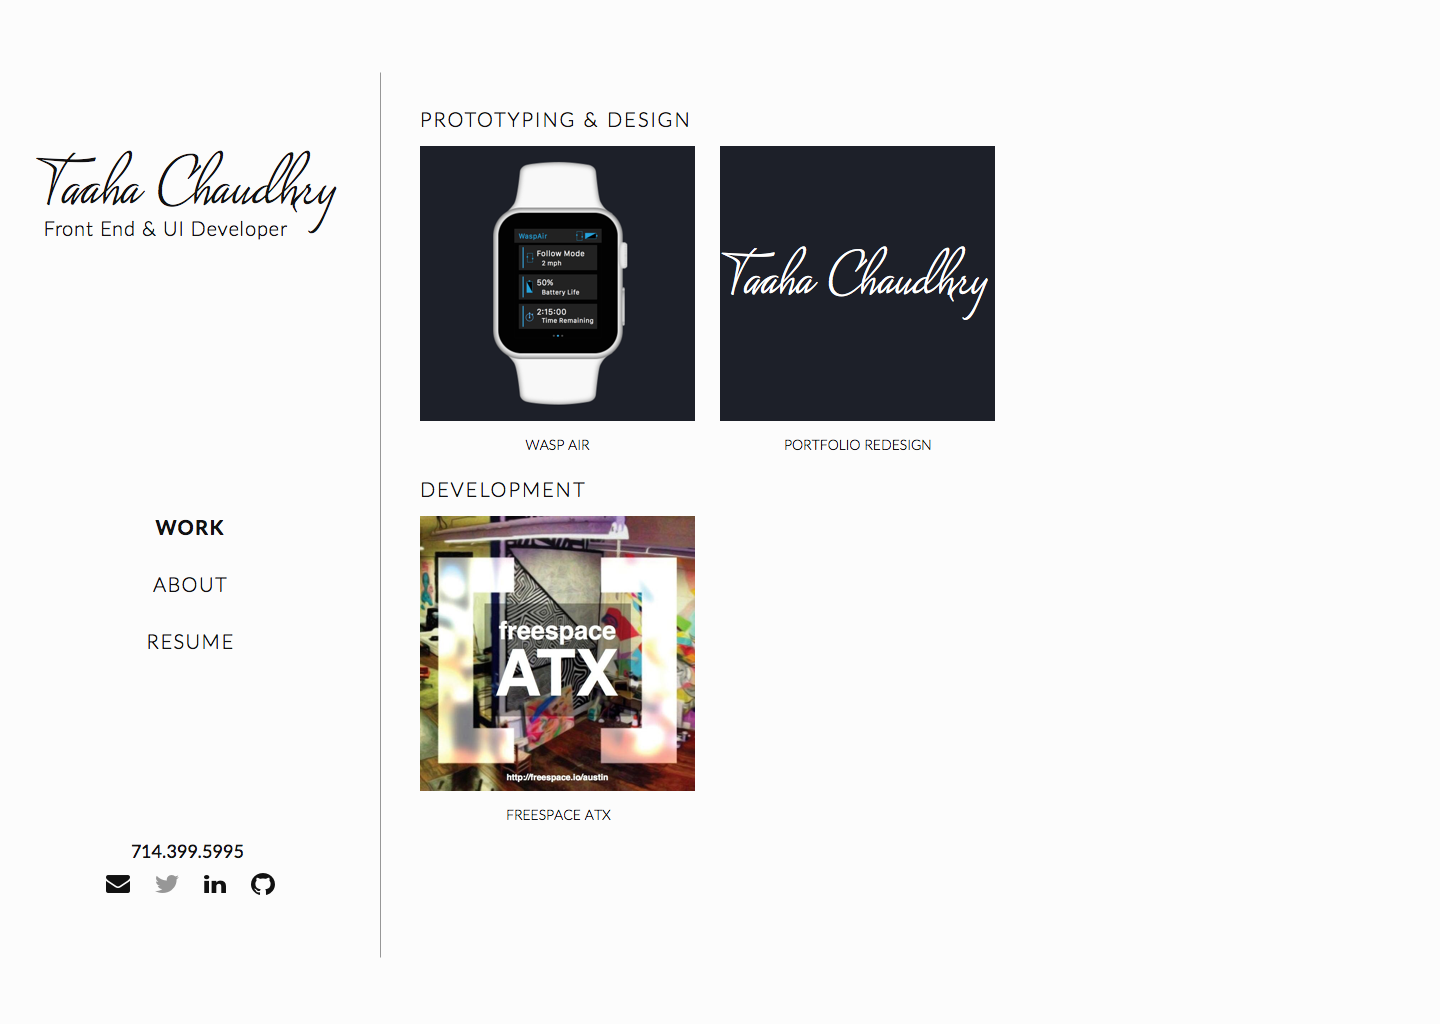 Taaha Chaudhry
Front End & UI Developer
WORK
ABOUT
RESUME
714.399.5995
PROTOTYPING & DESIGN
WaspAir
Follow Mode
2 mph
50%
Battery Life
2:15:00
Time Remaining
WASP AIR
Taaha Chaudhry
PORTFOLIO REDESIGN
DEVELOPMENT
freespace
ATX
http://freespace.io/austin
FREESPACE ATX